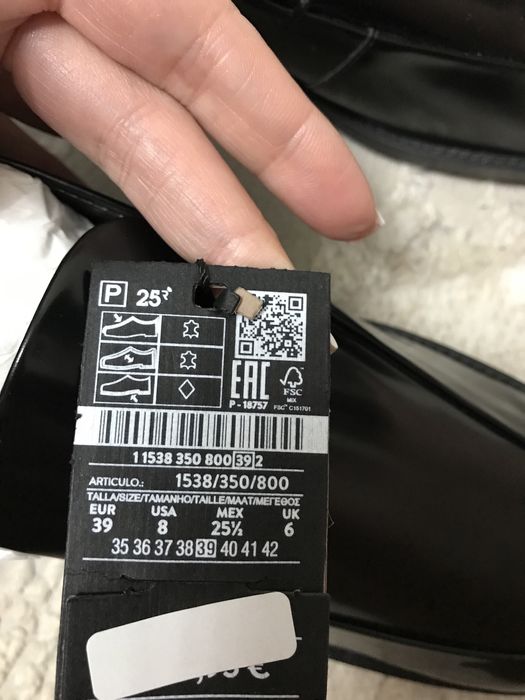 P 25
EAC
P - 18757
FSC
MIX
FSC™ C151701
1 1538 350 800 39 2
ARTICULO.: 1538/350/800
TALLA/SIZE/TAMANHO/TAILLE/MAAT/ΜΕΓΕΘΟΣ
EUR USA MEX UK
39 8 25½ 6
35 36 37 38 39 40 41 42
€